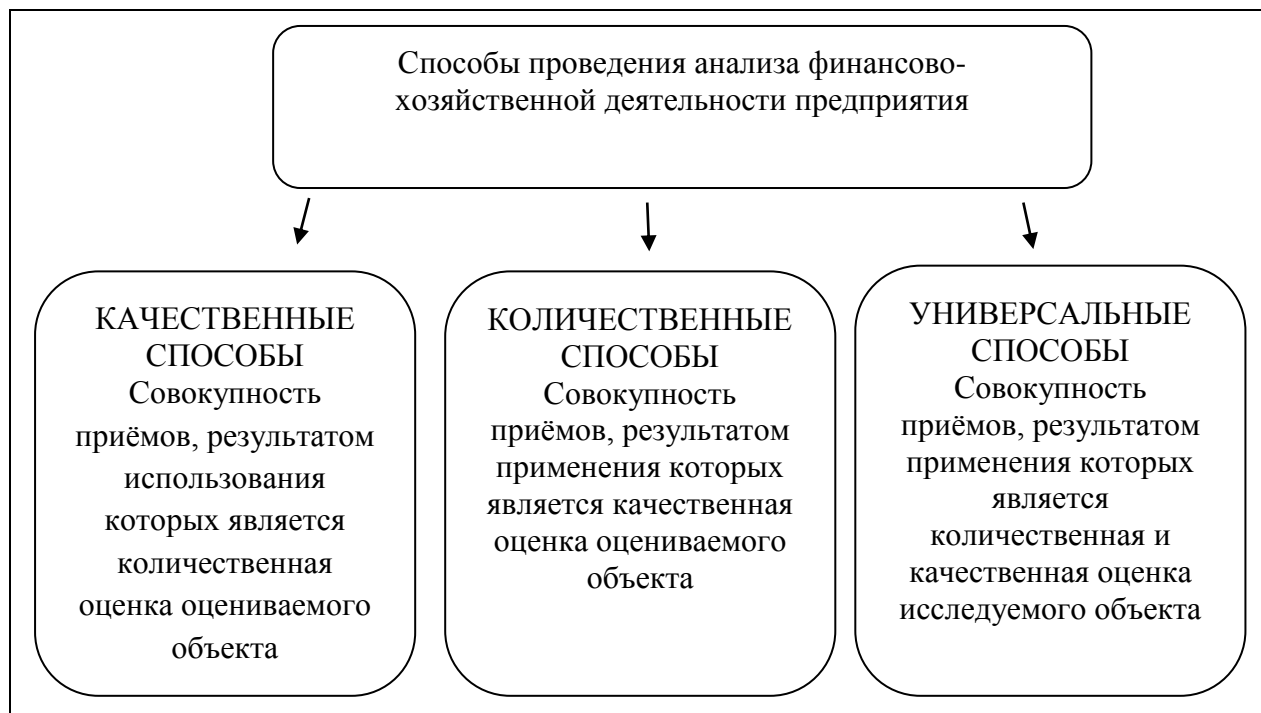 Способы проведения анализа финансово-
хозяйственной деятельности предприятия
КАЧЕСТВЕННЫЕ
СПОСОБЫ
Совокупность
приёмов, результатом
использования
которых является
количественная
оценка оцениваемого
объекта
КОЛИЧЕСТВЕННЫЕ
СПОСОБЫ
Совокупность
приёмов, результатом
применения которых
является качественная
оценка оцениваемого
объекта
УНИВЕРСАЛЬНЫЕ
СПОСОБЫ
Совокупность
приёмов, результатом
применения которых
является
количественная и
качественная оценка
исследуемого объекта